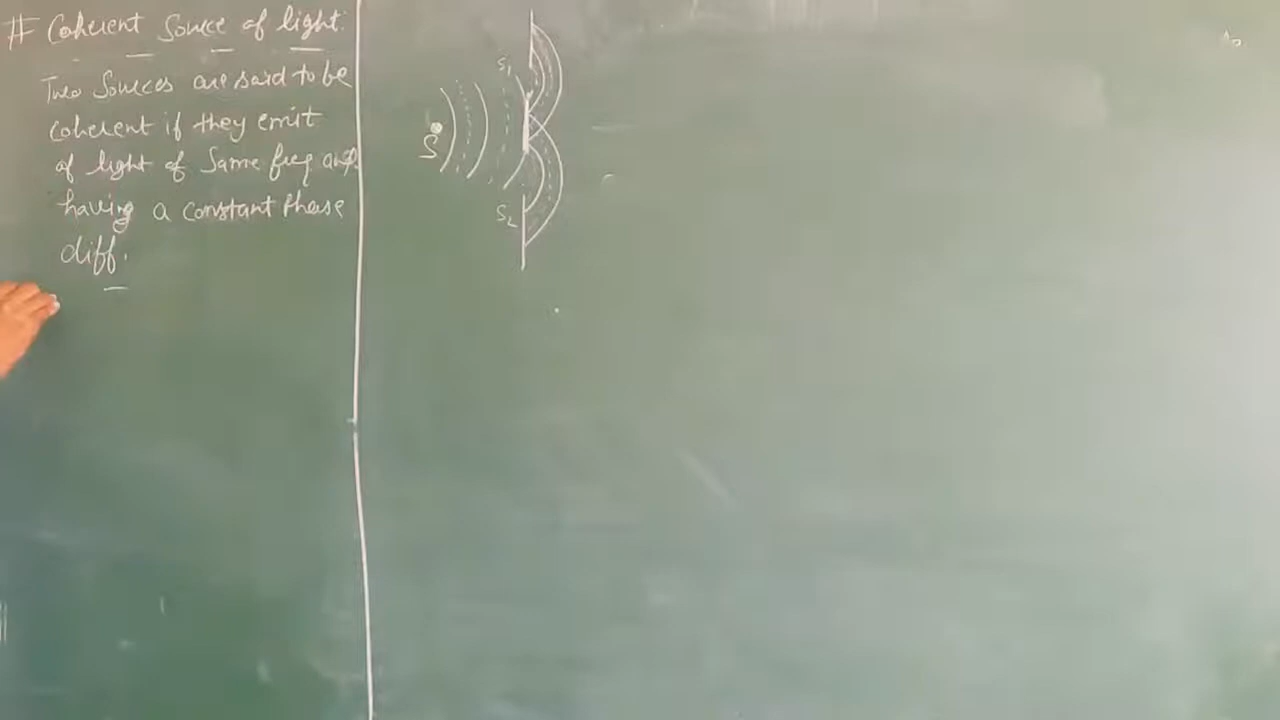 # Coherent Source of light:
Two Sources are said to be
coherent if they emit
of light of Same freq and
having a constant phase
diff.
S1
S
S2